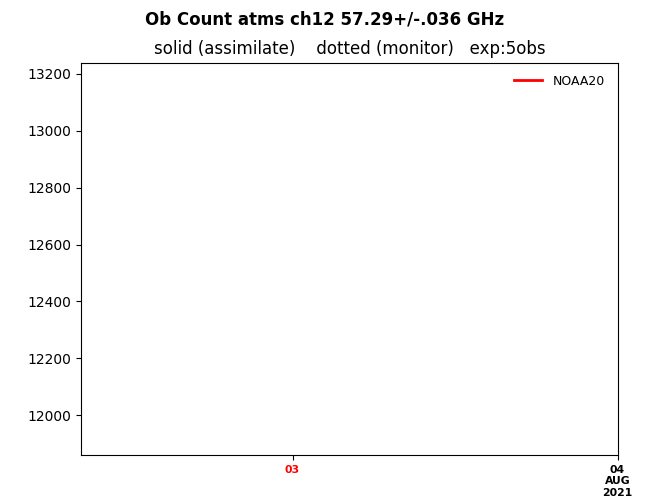 Ob Count atms ch12 57.29+/-.036 GHz
solid (assimilate)    dotted (monitor)   exp:5obs
NOAA20
13200
13000
12800
12600
12400
12200
12000
03
04
AUG
2021